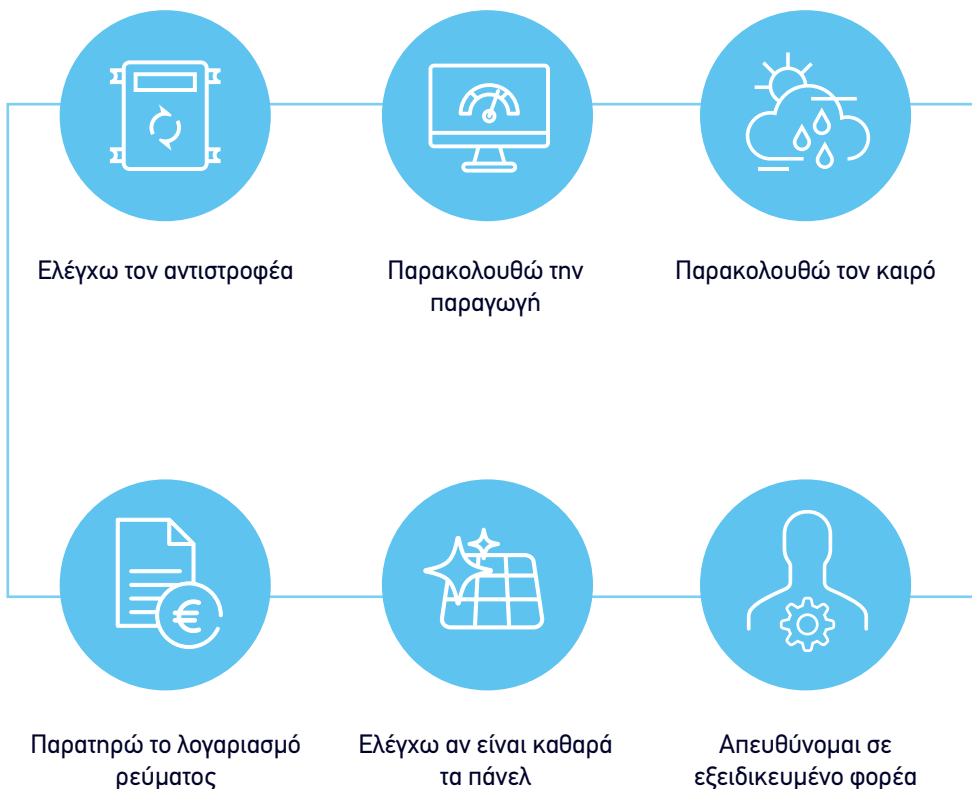 Ελέγχω τον αντιστροφέα
Παρακολουθώ την
παραγωγή
Παρακολουθώ τον καιρό
Παρατηρώ το λογαριασμό
ρεύματος
Ελέγχω αν είναι καθαρά
τα πάνελ
Απευθύνομαι σε
εξειδικευμένο φορέα
€